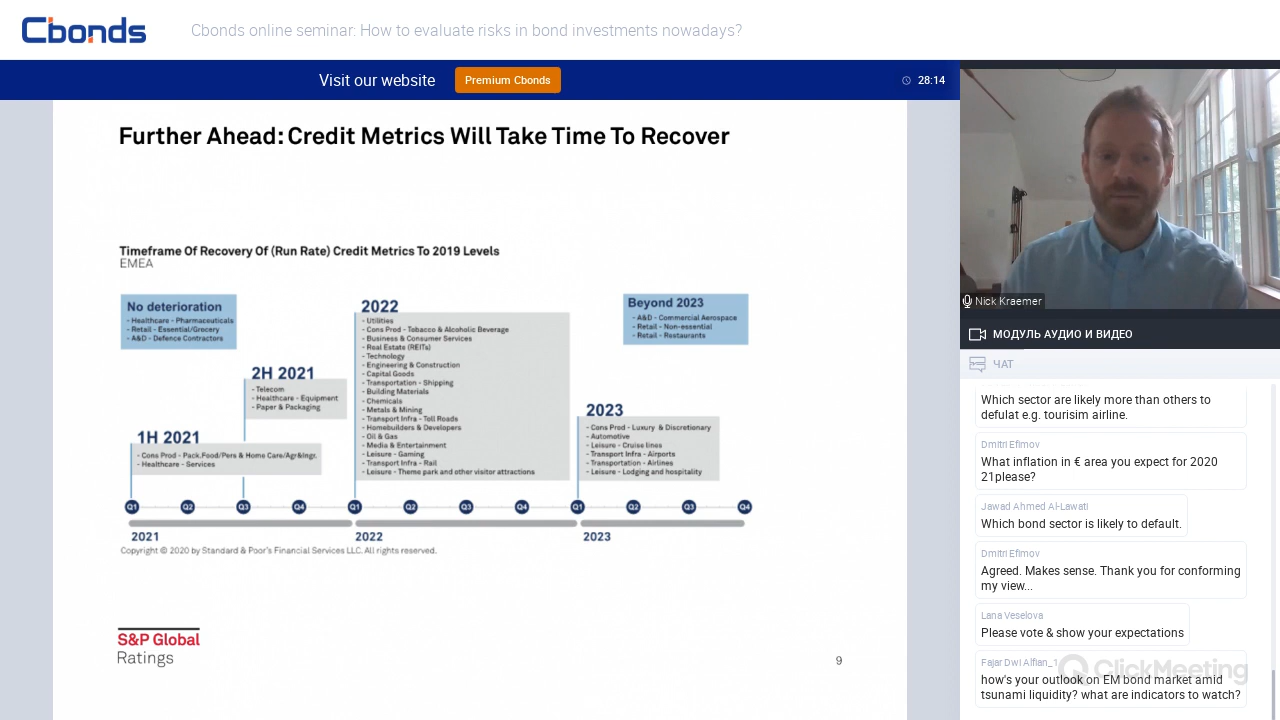 Cbonds
Cbonds online seminar: How to evaluate risks in bond investments nowadays?
Visit our website
Premium Cbonds
28:14
Further Ahead: Credit Metrics Will Take Time To Recover
Timeframe Of Recovery Of (Run Rate) Credit Metrics To 2019 Levels
EMEA
No deterioration
- Healthcare - Pharmaceuticals
- Retail - Essential/Grocery
- A&D - Defence Contractors
2H 2021
- Telecom
- Healthcare - Equipment
- Paper & Packaging
1H 2021
- Cons Prod - Pack.Food/Pers & Home Care/Agr&Ingr.
- Healthcare - Services
2022
- Utilities
- Cons Prod - Tobacco & Alcoholic Beverage
- Business & Consumer Services
- Real Estate (REITs)
- Technology
- Engineering & Construction
- Capital Goods
- Transportation - Shipping
- Building Materials
- Chemicals
- Metals & Mining
- Transport Infra - Toll Roads
- Homebuilders & Developers
- Oil & Gas
- Media & Entertainment
- Leisure - Gaming
- Transport Infra - Rail
- Leisure - Theme park and other visitor attractions
Beyond 2023
- A&D - Commercial Aerospace
- Retail - Non-essential
- Retail - Restaurants
2023
- Cons Prod - Luxury & Discretionary
- Automotive
- Leisure - Cruise lines
- Transport Infra - Airports
- Transportation - Airlines
- Leisure - Lodging and hospitality
Q1 Q2 Q3 Q4 Q1 Q2 Q3 Q4 Q1 Q2 Q3 Q4
2021 2022 2023
Copyright © 2020 by Standard & Poor's Financial Services LLC. All rights reserved.
S&P Global
Ratings
9
Nick Kraemer
МОДУЛЬ АУДИО И ВИДЕО
ЧАТ
Which sector are likely more than others to
defulat e.g. tourisim airline.
Dmitri Efimov
What inflation in € area you expect for 2020
21please?
Jawad Ahmed Al-Lawati
Which bond sector is likely to default.
Dmitri Efimov
Agreed. Makes sense. Thank you for conforming
my view...
Lana Veselova
Please vote & show your expectations
Fajar Dwi Alfian_1
ClickMeeting
how's your outlook on EM bond market amid
tsunami liquidity? what are indicators to watch?